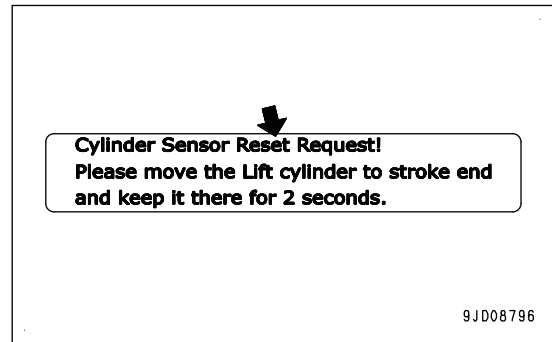 Cylinder Sensor Reset Request!
Please move the Lift cylinder to stroke end
and keep it there for 2 seconds.
9JD08796